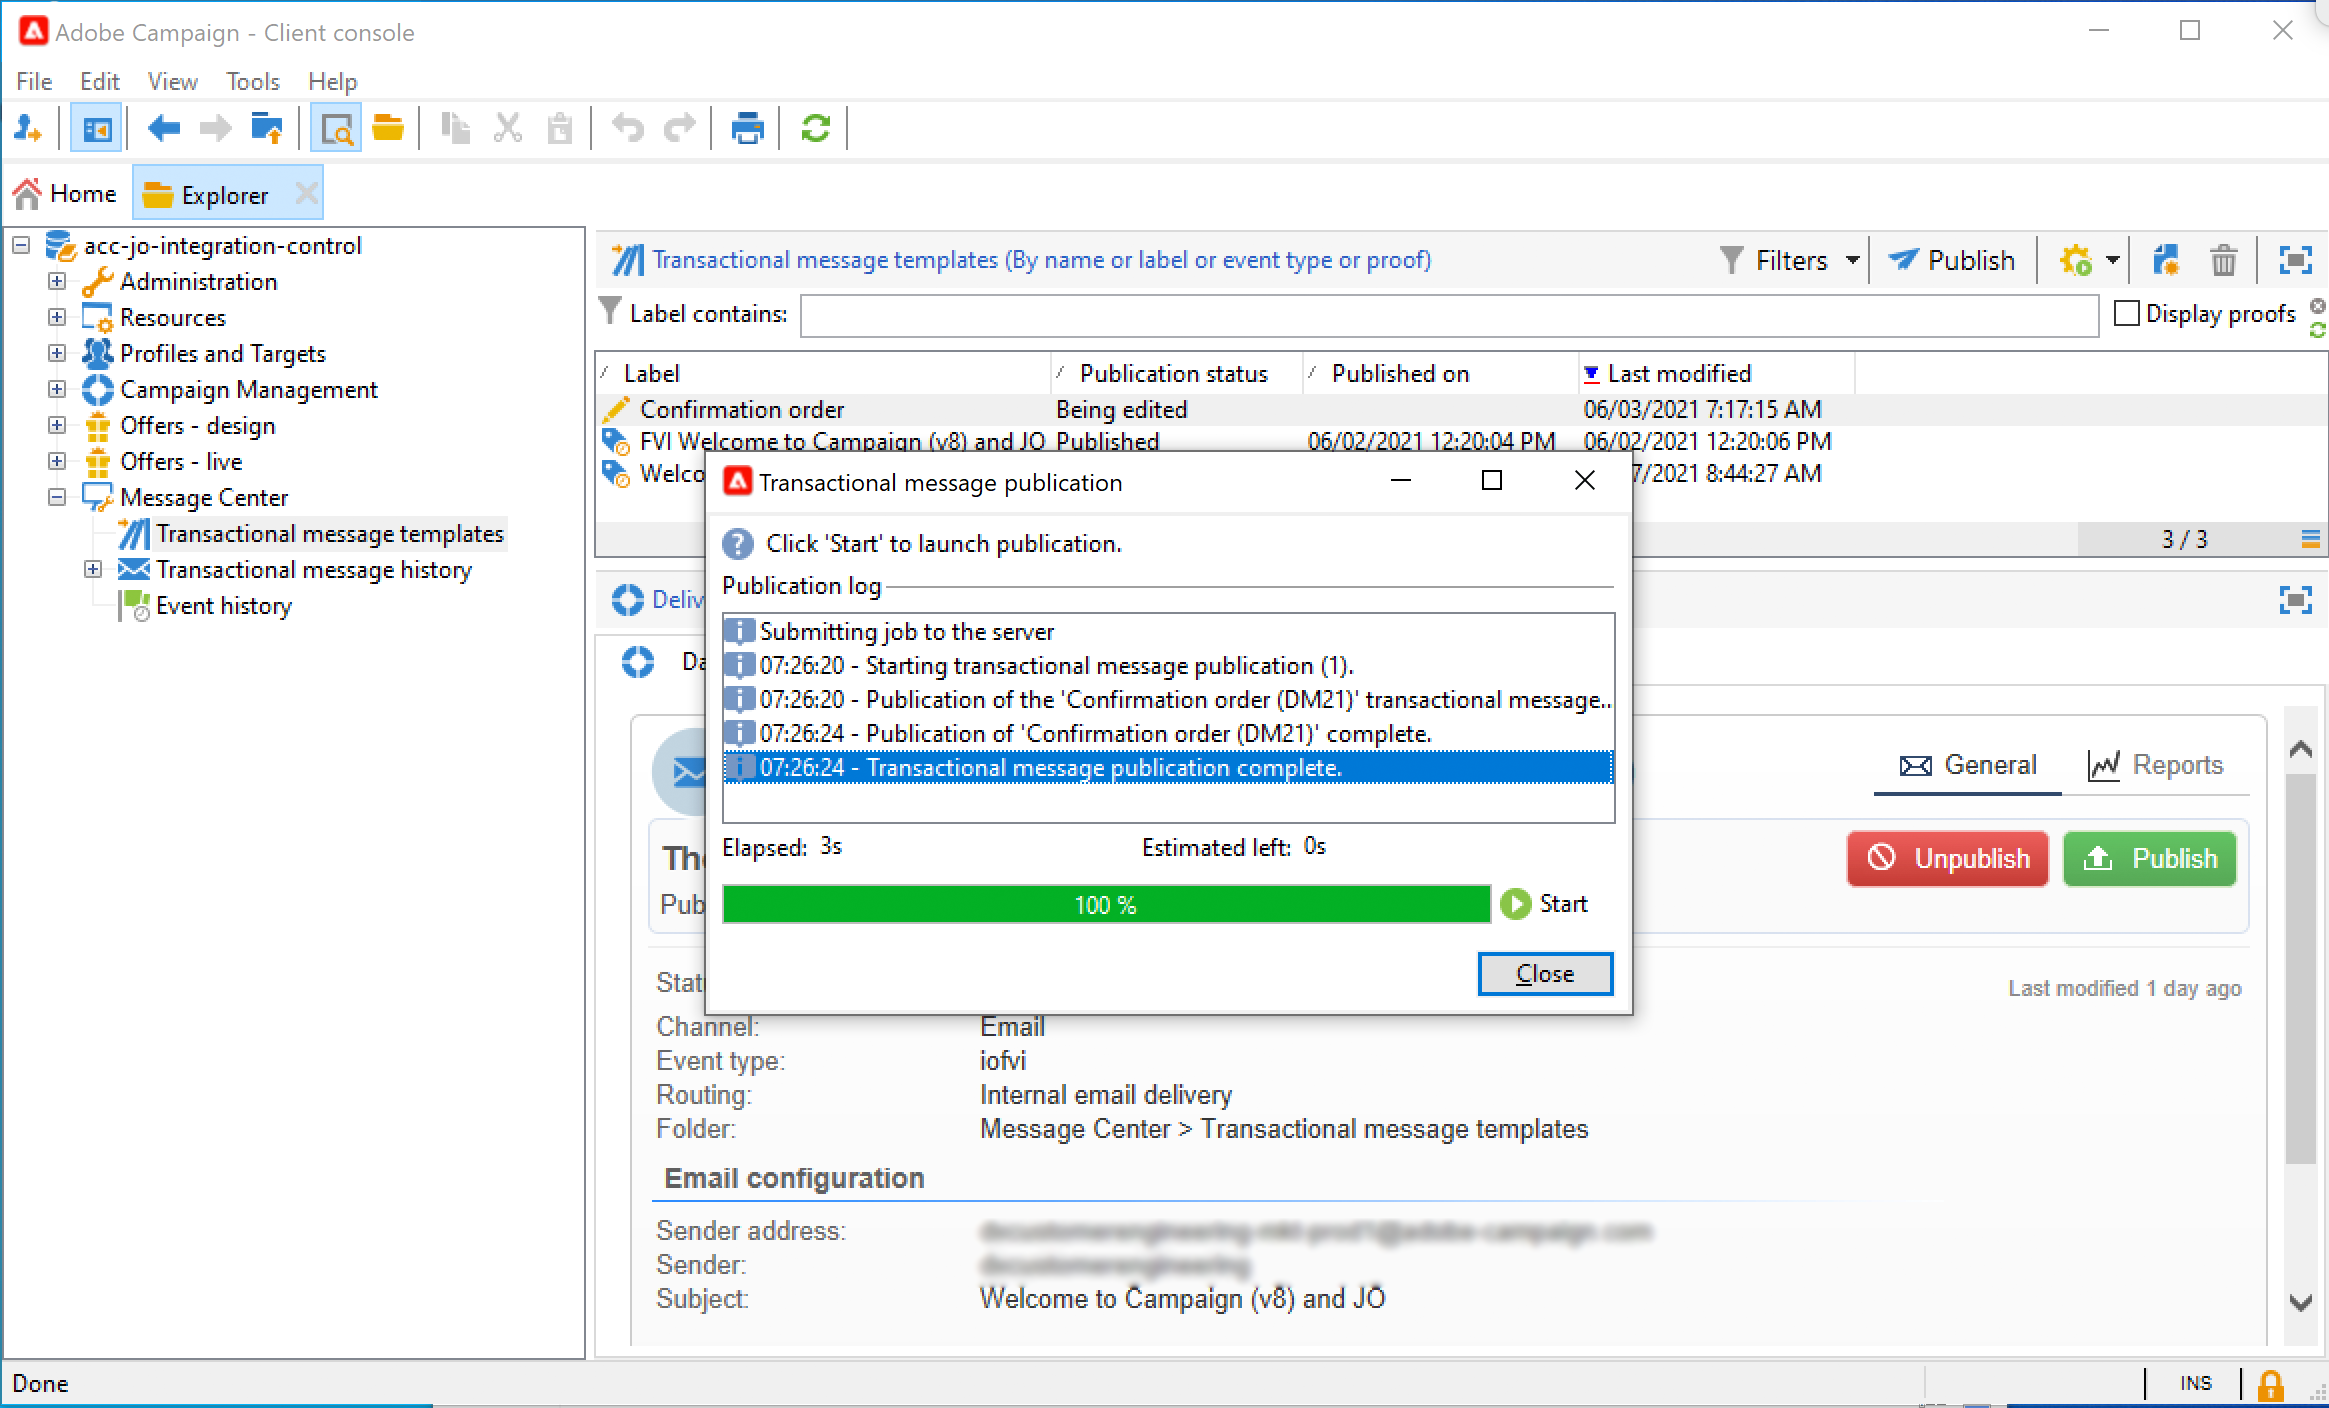 Adobe Campaign - Client console
File Edit View Tools Help
Home Explorer
acc-jo-integration-control
Administration
Resources
Profiles and Targets
Campaign Management
Offers - design
Offers - live
Message Center
Transactional message templates
Transactional message history
Event history
Transactional message templates (By name or label or event type or proof) Filters Publish
Label contains: Display proofs
Label Publication status Published on Last modified
Confirmation order Being edited 06/03/2021 7:17:15 AM
FVI Welcome to Campaign (v8) and JO Published 06/02/2021 12:20:04 PM 06/02/2021 12:20:06 PM
Welco 7/2021 8:44:27 AM
3 / 3
Transactional message publication
Click 'Start' to launch publication.
Publication log
Submitting job to the server
07:26:20 - Starting transactional message publication (1).
07:26:20 - Publication of the 'Confirmation order (DM21)' transactional message..
07:26:24 - Publication of 'Confirmation order (DM21)' complete.
07:26:24 - Transactional message publication complete.
Elapsed: 3s Estimated left: 0s
100 % Start
Close
Deliv
Da
General Reports
The
Pub
Unpublish Publish
Stat
Last modified 1 day ago
Channel: Email
Event type: iofvi
Routing: Internal email delivery
Folder: Message Center > Transactional message templates
Email configuration
Sender address:
Sender:
Subject: Welcome to Campaign (v8) and JO
Done INS